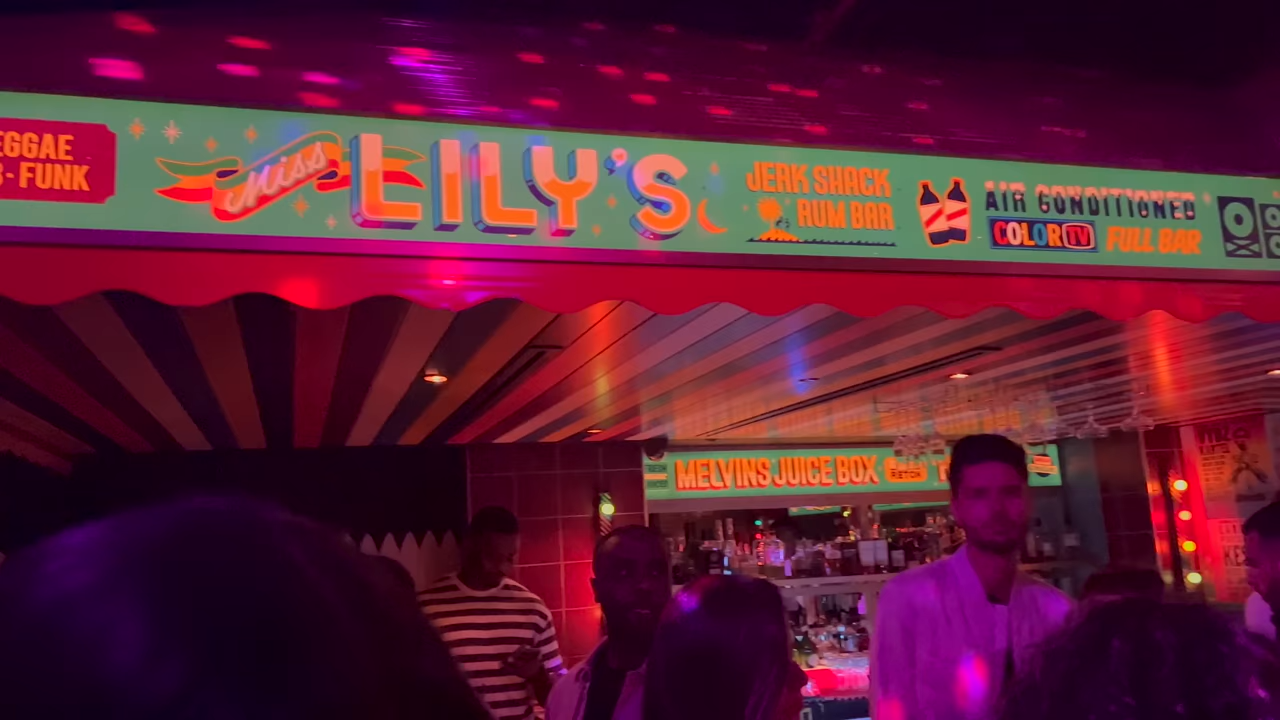 EGGAE
- FUNK
Miss
LILY'S
JERK SHACK
RUM BAR
AIR CONDITIONED
COLOR TV
FULL BAR
MELVINS JUICE BOX